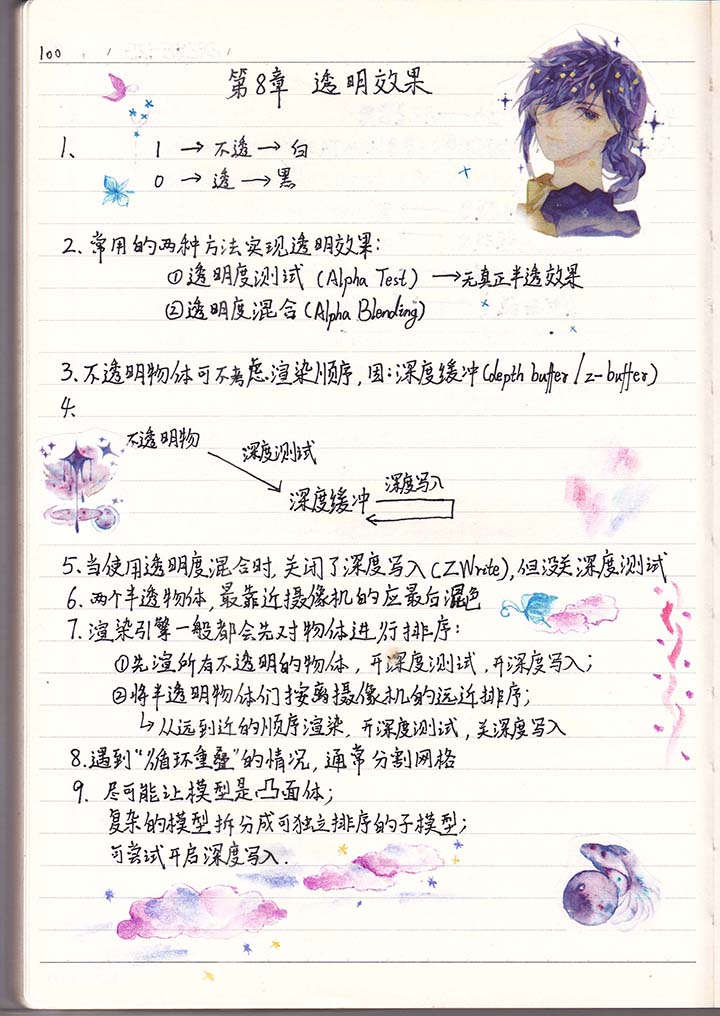 100
第8章 透明效果
1、 1 → 不透 → 白
0 → 透 → 黑
2、常用的两种方法实现透明效果：
①透明度测试 (Alpha Test) →无真正半透效果
②透明度混合 (Alpha Blending)
3、不透明物体可不考虑渲染顺序，因：深度缓冲(depth buffer / z-buffer)
4、
不透明物
深度测试
深度缓冲 深度写入
5、当使用透明度混合时，关闭了深度写入(ZWrite)，但没关深度测试
6、两个半透物体，最靠近摄像机的应最后混色
7、渲染引擎一般都会先对物体进行排序：
①先渲所有不透明的物体，开深度测试，开深度写入；
②将半透明物体们按离摄像机的远近排序；
↳从远到近的顺序渲染，开深度测试，关深度写入
8、遇到“循环重叠”的情况，通常分割网格
9、尽可能让模型是凸面体；
复杂的模型拆分成可独立排序的子模型；
可尝试开启深度写入.